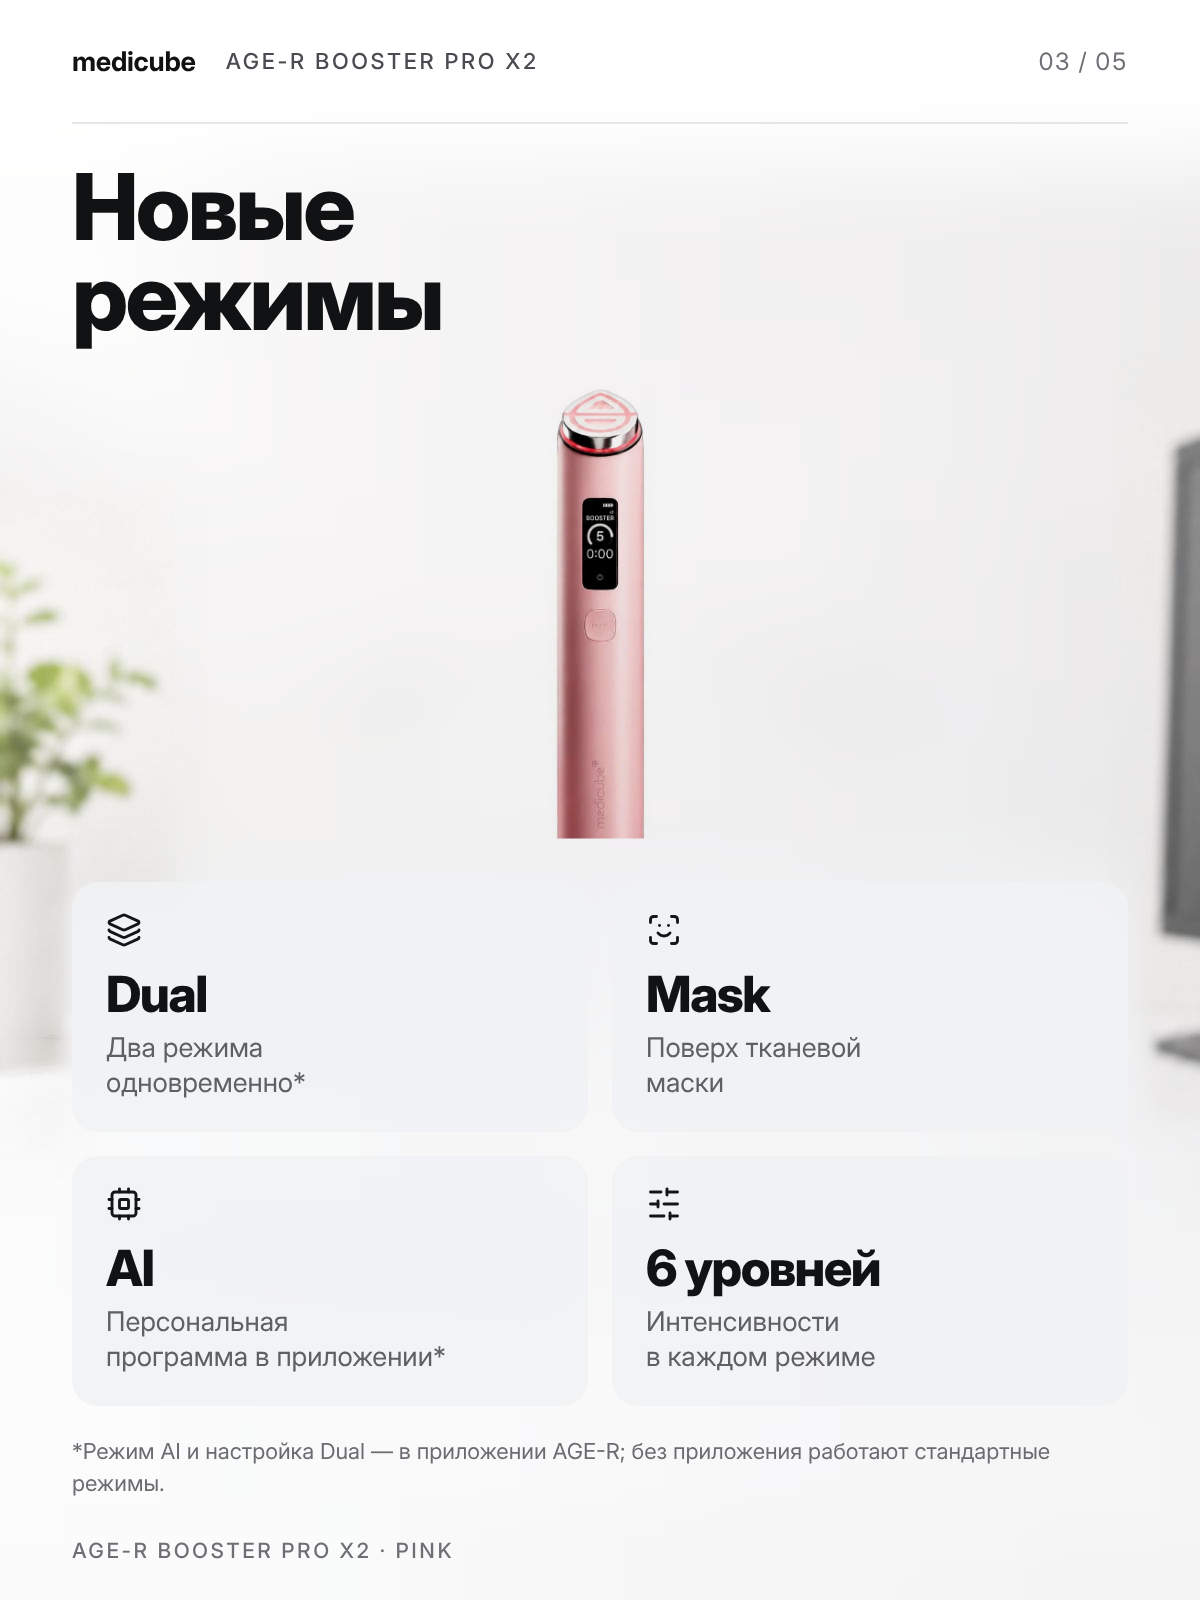 medicube AGE-R BOOSTER PRO X2 03 / 05
Новые
режимы
BOOSTER
5
0:00
medicube
Dual
Два режима
одновременно*
Mask
Поверх тканевой
маски
AI
Персональная
программа в приложении*
6 уровней
Интенсивности
в каждом режиме
*Режим AI и настройка Dual — в приложении AGE-R; без приложения работают стандартные
режимы.
AGE-R BOOSTER PRO X2 · PINK